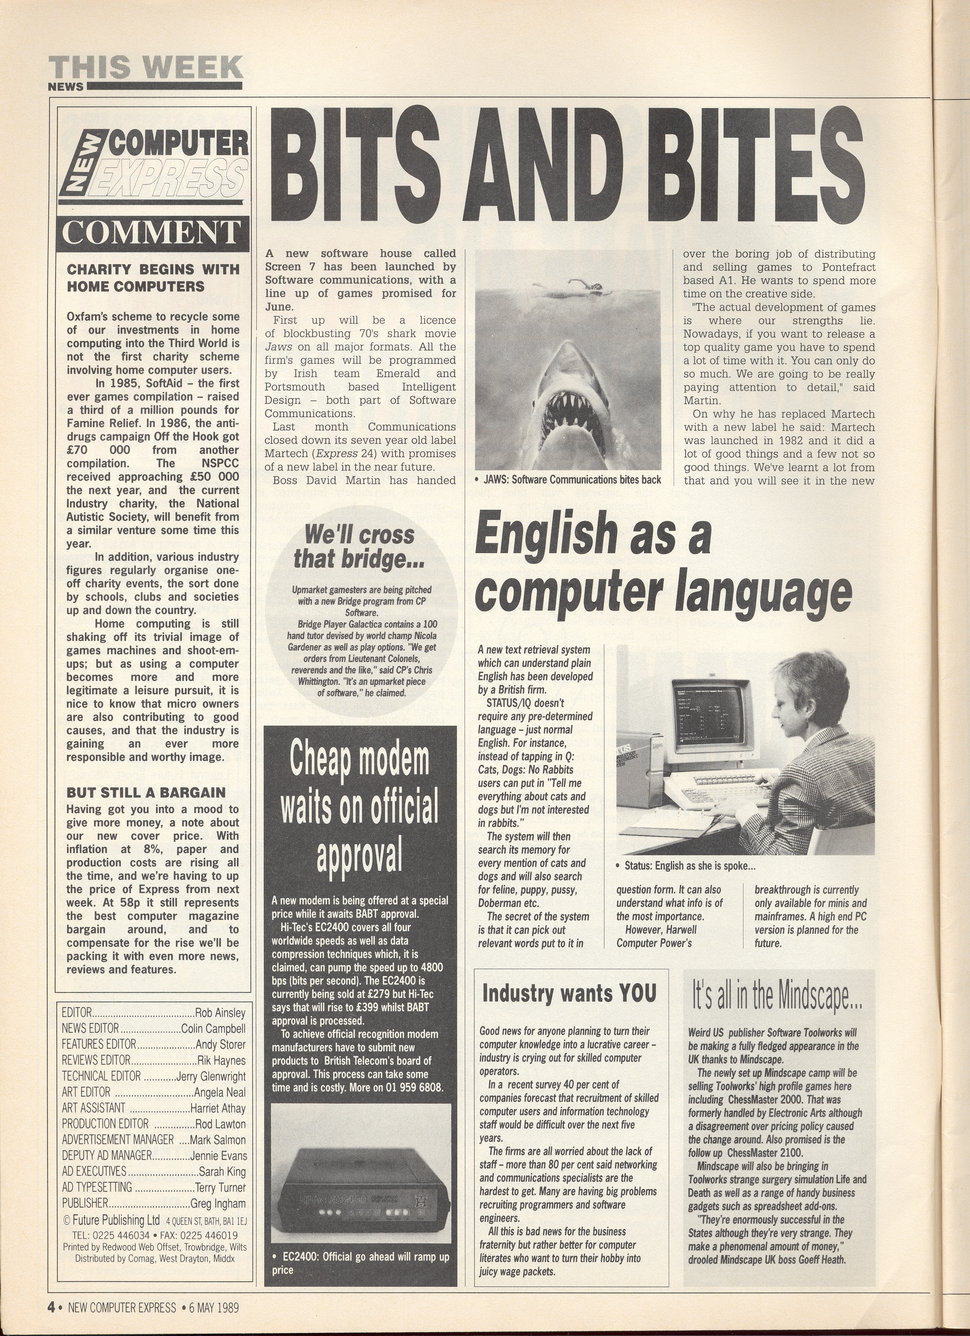 THIS WEEK
NEWS
NEW COMPUTER
EXPRESS
COMMENT
CHARITY BEGINS WITH
HOME COMPUTERS
Oxfam's scheme to recycle some
of our investments in home
computing into the Third World is
not the first charity scheme
involving home computer users.
In 1985, SoftAid – the first
ever games compilation – raised
a third of a million pounds for
Famine Relief. In 1986, the anti-
drugs campaign Off the Hook got
£70 000 from another
compilation. The NSPCC
received approaching £50 000
the next year, and the current
Industry charity, the National
Autistic Society, will benefit from
a similar venture some time this
year.
In addition, various industry
figures regularly organise one-
off charity events, the sort done
by schools, clubs and societies
up and down the country.
Home computing is still
shaking off its trivial image of
games machines and shoot-em-
ups; but as using a computer
becomes more and more
legitimate a leisure pursuit, it is
nice to know that micro owners
are also contributing to good
causes, and that the industry is
gaining an ever more
responsible and worthy image.
BUT STILL A BARGAIN
Having got you into a mood to
give more money, a note about
our new cover price. With
inflation at 8%, paper and
production costs are rising all
the time, and we're having to up
the price of Express from next
week. At 58p it still represents
the best computer magazine
bargain around, and to
compensate for the rise we'll be
packing it with even more news,
reviews and features.
EDITOR..............................Rob Ainsley
NEWS EDITOR..................Colin Campbell
FEATURES EDITOR.................Andy Storer
REVIEWS EDITOR...................Rik Haynes
TECHNICAL EDITOR ..........Jerry Glenwright
ART EDITOR .......................Angela Neal
ART ASSISTANT ..................Harriet Athay
PRODUCTION EDITOR ............Rod Lawton
ADVERTISEMENT MANAGER ....Mark Salmon
DEPUTY AD MANAGER...........Jennie Evans
AD EXECUTIVES.....................Sarah King
AD TYPESETTING ..................Terry Turner
PUBLISHER........................Greg Ingham
© Future Publishing Ltd 4 QUEEN ST, BATH, BA1 1EJ
TEL: 0225 446034 • FAX: 0225 446019
Printed by Redwood Web Offset, Trowbridge, Wilts
Distributed by Comag, West Drayton, Middx
BITS AND BITES
A new software house called
Screen 7 has been launched by
Software communications, with a
line up of games promised for
June.
First up will be a licence
of blockbusting 70's shark movie
Jaws on all major formats. All the
firm's games will be programmed
by Irish team Emerald and
Portsmouth based Intelligent
Design – both part of Software
Communications.
Last month Communications
closed down its seven year old label
Martech (Express 24) with promises
of a new label in the near future.
Boss David Martin has handed
• JAWS: Software Communications bites back
over the boring job of distributing
and selling games to Pontefract
based A1. He wants to spend more
time on the creative side.
"The actual development of games
is where our strengths lie.
Nowadays, if you want to release a
top quality game you have to spend
a lot of time with it. You can only do
so much. We are going to be really
paying attention to detail," said
Martin.
On why he has replaced Martech
with a new label he said: Martech
was launched in 1982 and it did a
lot of good things and a few not so
good things. We've learnt a lot from
that and you will see it in the new
We'll cross
that bridge...
Upmarket gamesters are being pitched
with a new Bridge program from CP
Software.
Bridge Player Galactica contains a 100
hand tutor devised by world champ Nicola
Gardener as well as play options. "We get
orders from Lieutenant Colonels,
reverends and the like," said CP's Chris
Whittington. "It's an upmarket piece
of software," he claimed.
Cheap modem
waits on official
approval
A new modem is being offered at a special
price while it awaits BABT approval.
Hi-Tec's EC2400 covers all four
worldwide speeds as well as data
compression techniques which, it is
claimed, can pump the speed up to 4800
bps (bits per second). The EC2400 is
currently being sold at £279 but Hi-Tec
says that will rise to £399 whilst BABT
approval is processed.
To achieve official recognition modem
manufacturers have to submit new
products to British Telecom's board of
approval. This process can take some
time and is costly. More on 01 959 6808.
• EC2400: Official go ahead will ramp up
price
English as a
computer language
A new text retrieval system
which can understand plain
English has been developed
by a British firm.
STATUS/IQ doesn't
require any pre-determined
language – just normal
English. For instance,
instead of tapping in Q:
Cats, Dogs: No Rabbits
users can put in "Tell me
everything about cats and
dogs but I'm not interested
in rabbits."
The system will then
search its memory for
every mention of cats and
dogs and will also search
for feline, puppy, pussy,
Doberman etc.
The secret of the system
is that it can pick out
relevant words put to it in
• Status: English as she is spoke...
question form. It can also
understand what info is of
the most importance.
However, Harwell
Computer Power's
breakthrough is currently
only available for minis and
mainframes. A high end PC
version is planned for the
future.
Industry wants YOU
Good news for anyone planning to turn their
computer knowledge into a lucrative career –
industry is crying out for skilled computer
operators.
In a recent survey 40 per cent of
companies forecast that recruitment of skilled
computer users and information technology
staff would be difficult over the next five
years.
The firms are all worried about the lack of
staff – more than 80 per cent said networking
and communications specialists are the
hardest to get. Many are having big problems
recruiting programmers and software
engineers.
All this is bad news for the business
fraternity but rather better for computer
literates who want to turn their hobby into
juicy wage packets.
It's all in the Mindscape...
Weird US publisher Software Toolworks will
be making a fully fledged appearance in the
UK thanks to Mindscape.
The newly set up Mindscape camp will be
selling Toolworks' high profile games here
including ChessMaster 2000. That was
formerly handled by Electronic Arts although
a disagreement over pricing policy caused
the change around. Also promised is the
follow up ChessMaster 2100.
Mindscape will also be bringing in
Toolworks strange surgery simulation Life and
Death as well as a range of handy business
gadgets such as spreadsheet add-ons.
"They're enormously successful in the
States although they're very strange. They
make a phenomenal amount of money,"
drooled Mindscape UK boss Goeff Heath.
4 • NEW COMPUTER EXPRESS • 6 MAY 1989